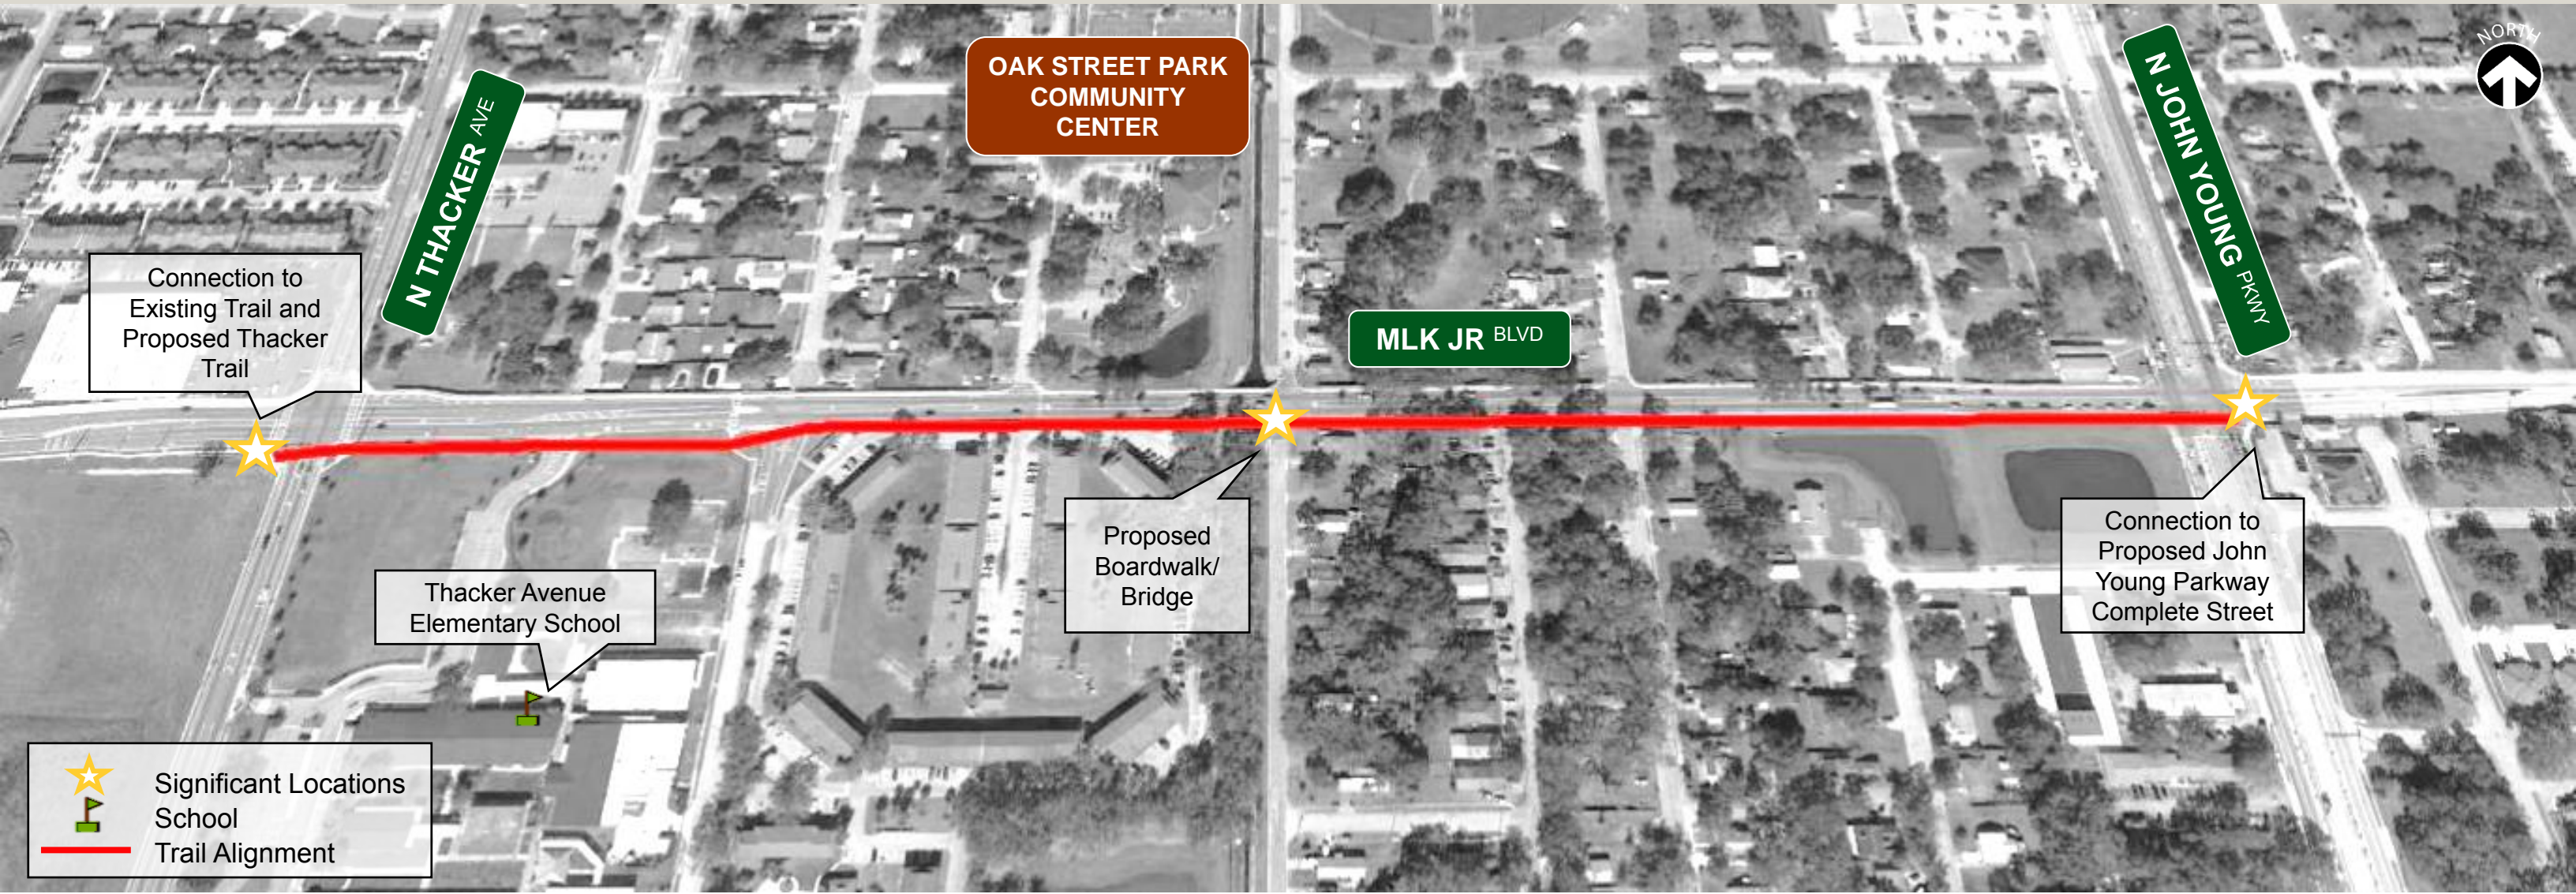 NORTH
OAK STREET PARK
COMMUNITY
CENTER
N THACKER AVE
N JOHN YOUNG PKWY
Connection to
Existing Trail and
Proposed Thacker
Trail
MLK JR BLVD
Proposed
Boardwalk/
Bridge
Connection to
Proposed John
Young Parkway
Complete Street
Thacker Avenue
Elementary School
Significant Locations
School
Trail Alignment